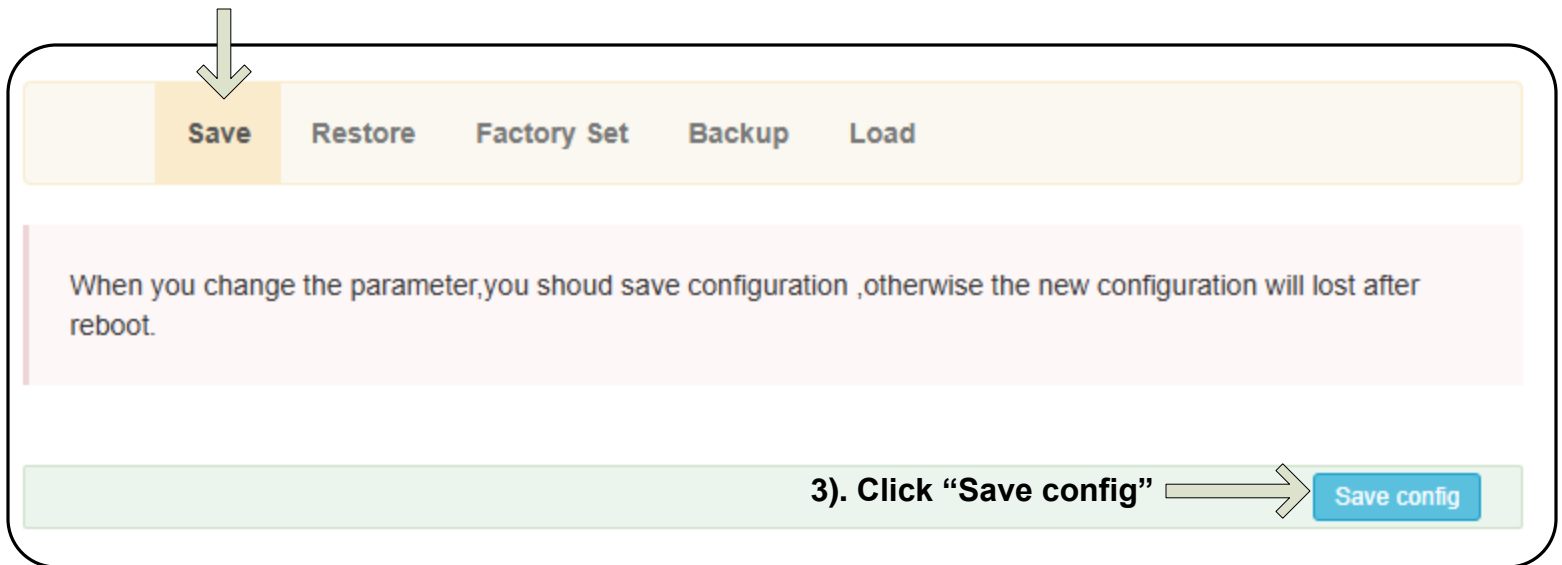 Save Restore Factory Set Backup Load
When you change the parameter,you shoud save configuration ,otherwise the new configuration will lost after
reboot.
3). Click “Save config” Save config